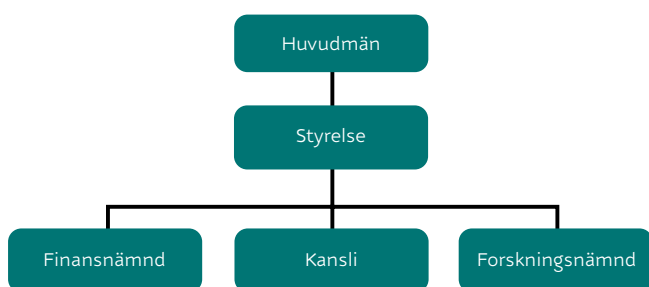 Huvudmän
Styrelse
Finansnämnd
Kansli
Forskningsnämnd